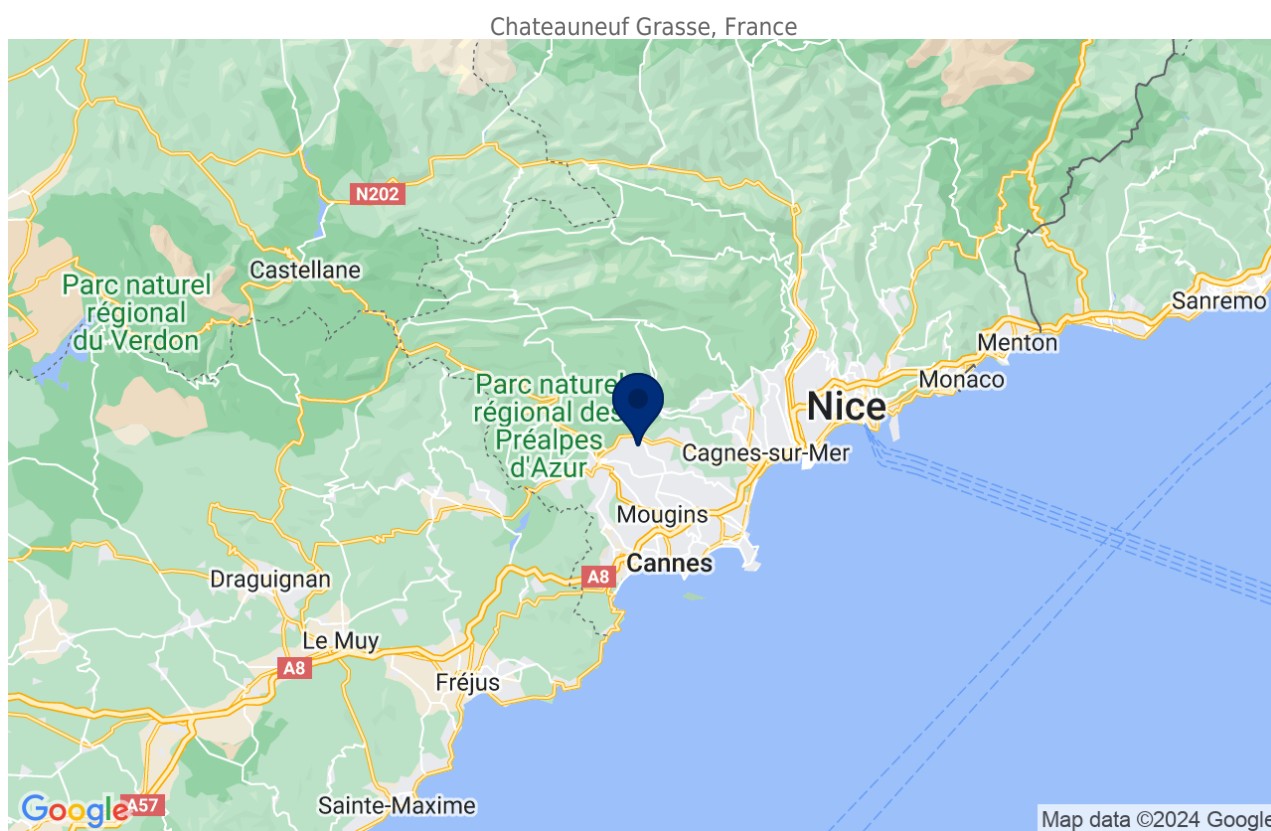 Chateauneuf Grasse, France
N202
Castellane
Parc naturel
régional
du Verdon
Sanremo
Menton
Monaco
Parc naturel
régional des
Préalpes
d'Azur
Nice
Cagnes-sur-Mer
Mougins
Cannes
A8
Draguignan
Le Muy
A8
Fréjus
Sainte-Maxime
Google
A57
Map data ©2024 Google